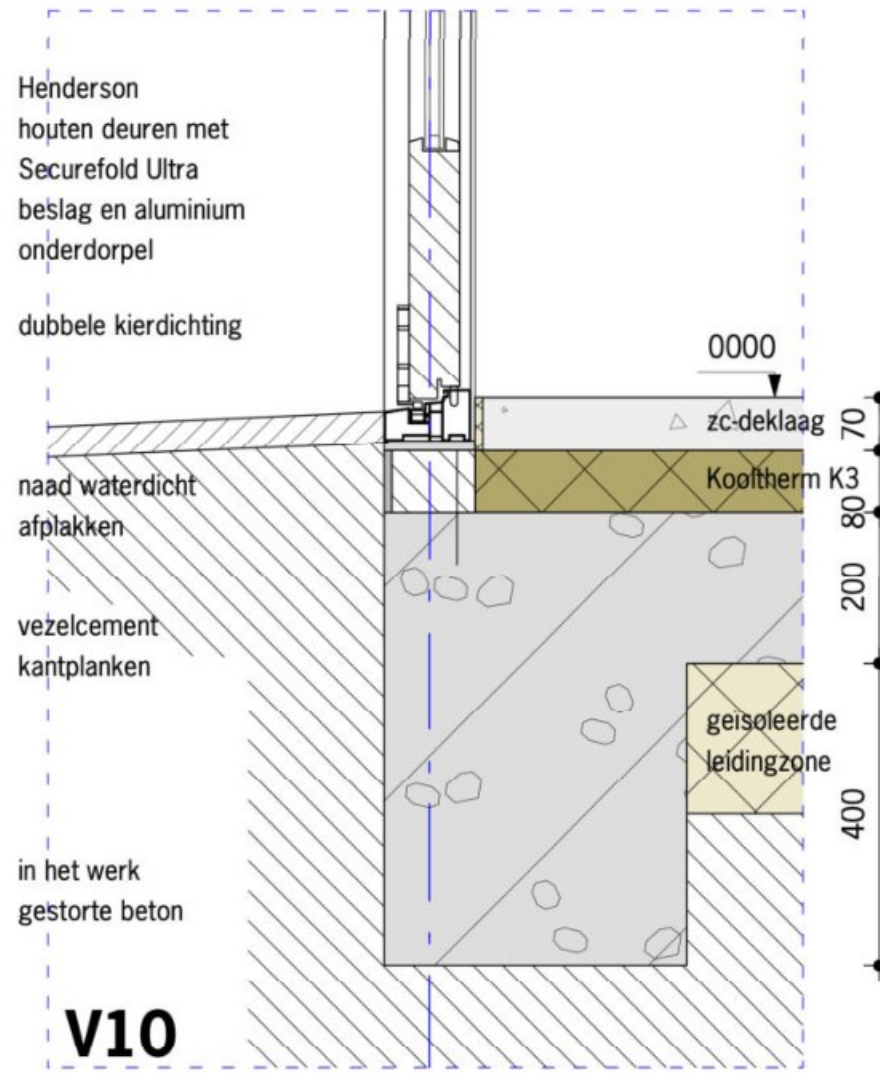 Henderson
houten deuren met
Securefold Ultra
beslag en aluminium
onderdorpel
dubbele kierdichting
0000
70
zc-deklaag
Kooltherm K3
naad waterdicht
afplakken
80
200
vezelcement
kantplanken
geïsoleerde
leidingzone
400
in het werk
gestorte beton
V10